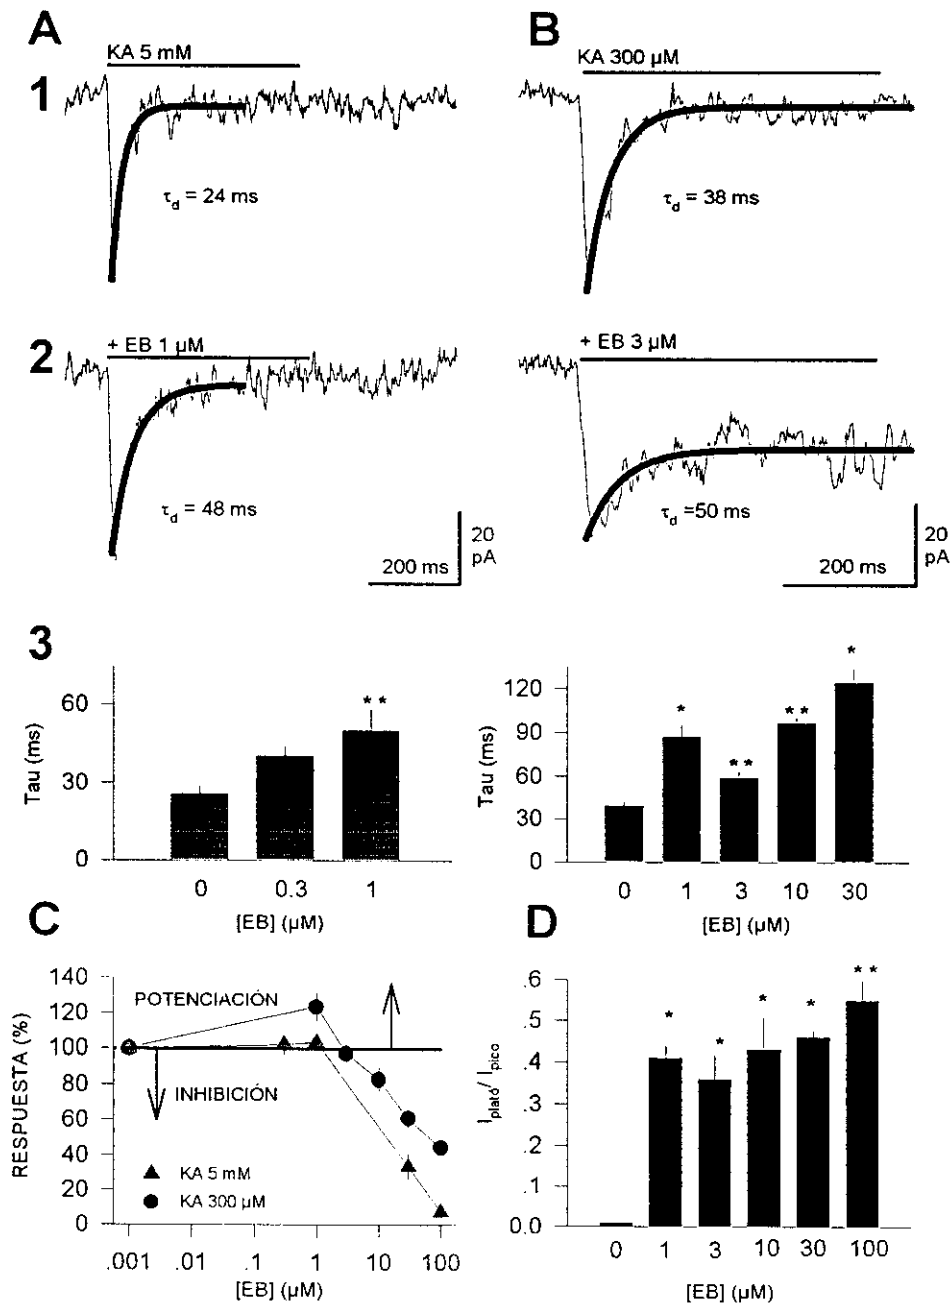 A
B
KA 5 mM
KA 300 µM
1
τd = 24 ms
τd = 38 ms
2
+ EB 1 µM
+ EB 3 µM
τd = 48 ms
τd =50 ms
200 ms
20 pA
200 ms
20 pA
3
Tau (ms)
60
30
0
* *
0 0.3 1
[EB] (µM)
Tau (ms)
120
90
60
30
0
* ** ** *
0 1 3 10 30
[EB] (µM)
C
RESPUESTA (%)
140
120
100
80
60
40
20
0
POTENCIACIÓN
INHIBICIÓN
▲ KA 5 mM
● KA 300 µM
.001 .01 .1 1 10 100
[EB] (µM)
D
Iplató/ Ipico
.6
.5
.4
.3
.2
.1
0.0
* * * * * *
0 1 3 10 30 100
[EB] (µM)